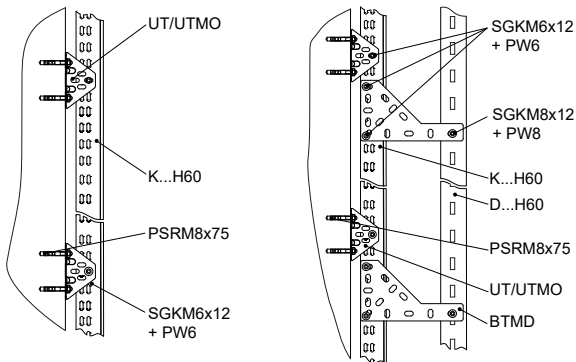 UT/UTMO
K...H60
PSRM8x75
SGKM6x12
+ PW6
SGKM6x12
+ PW6
SGKM8x12
+ PW8
K...H60
D...H60
PSRM8x75
UT/UTMO
BTMD